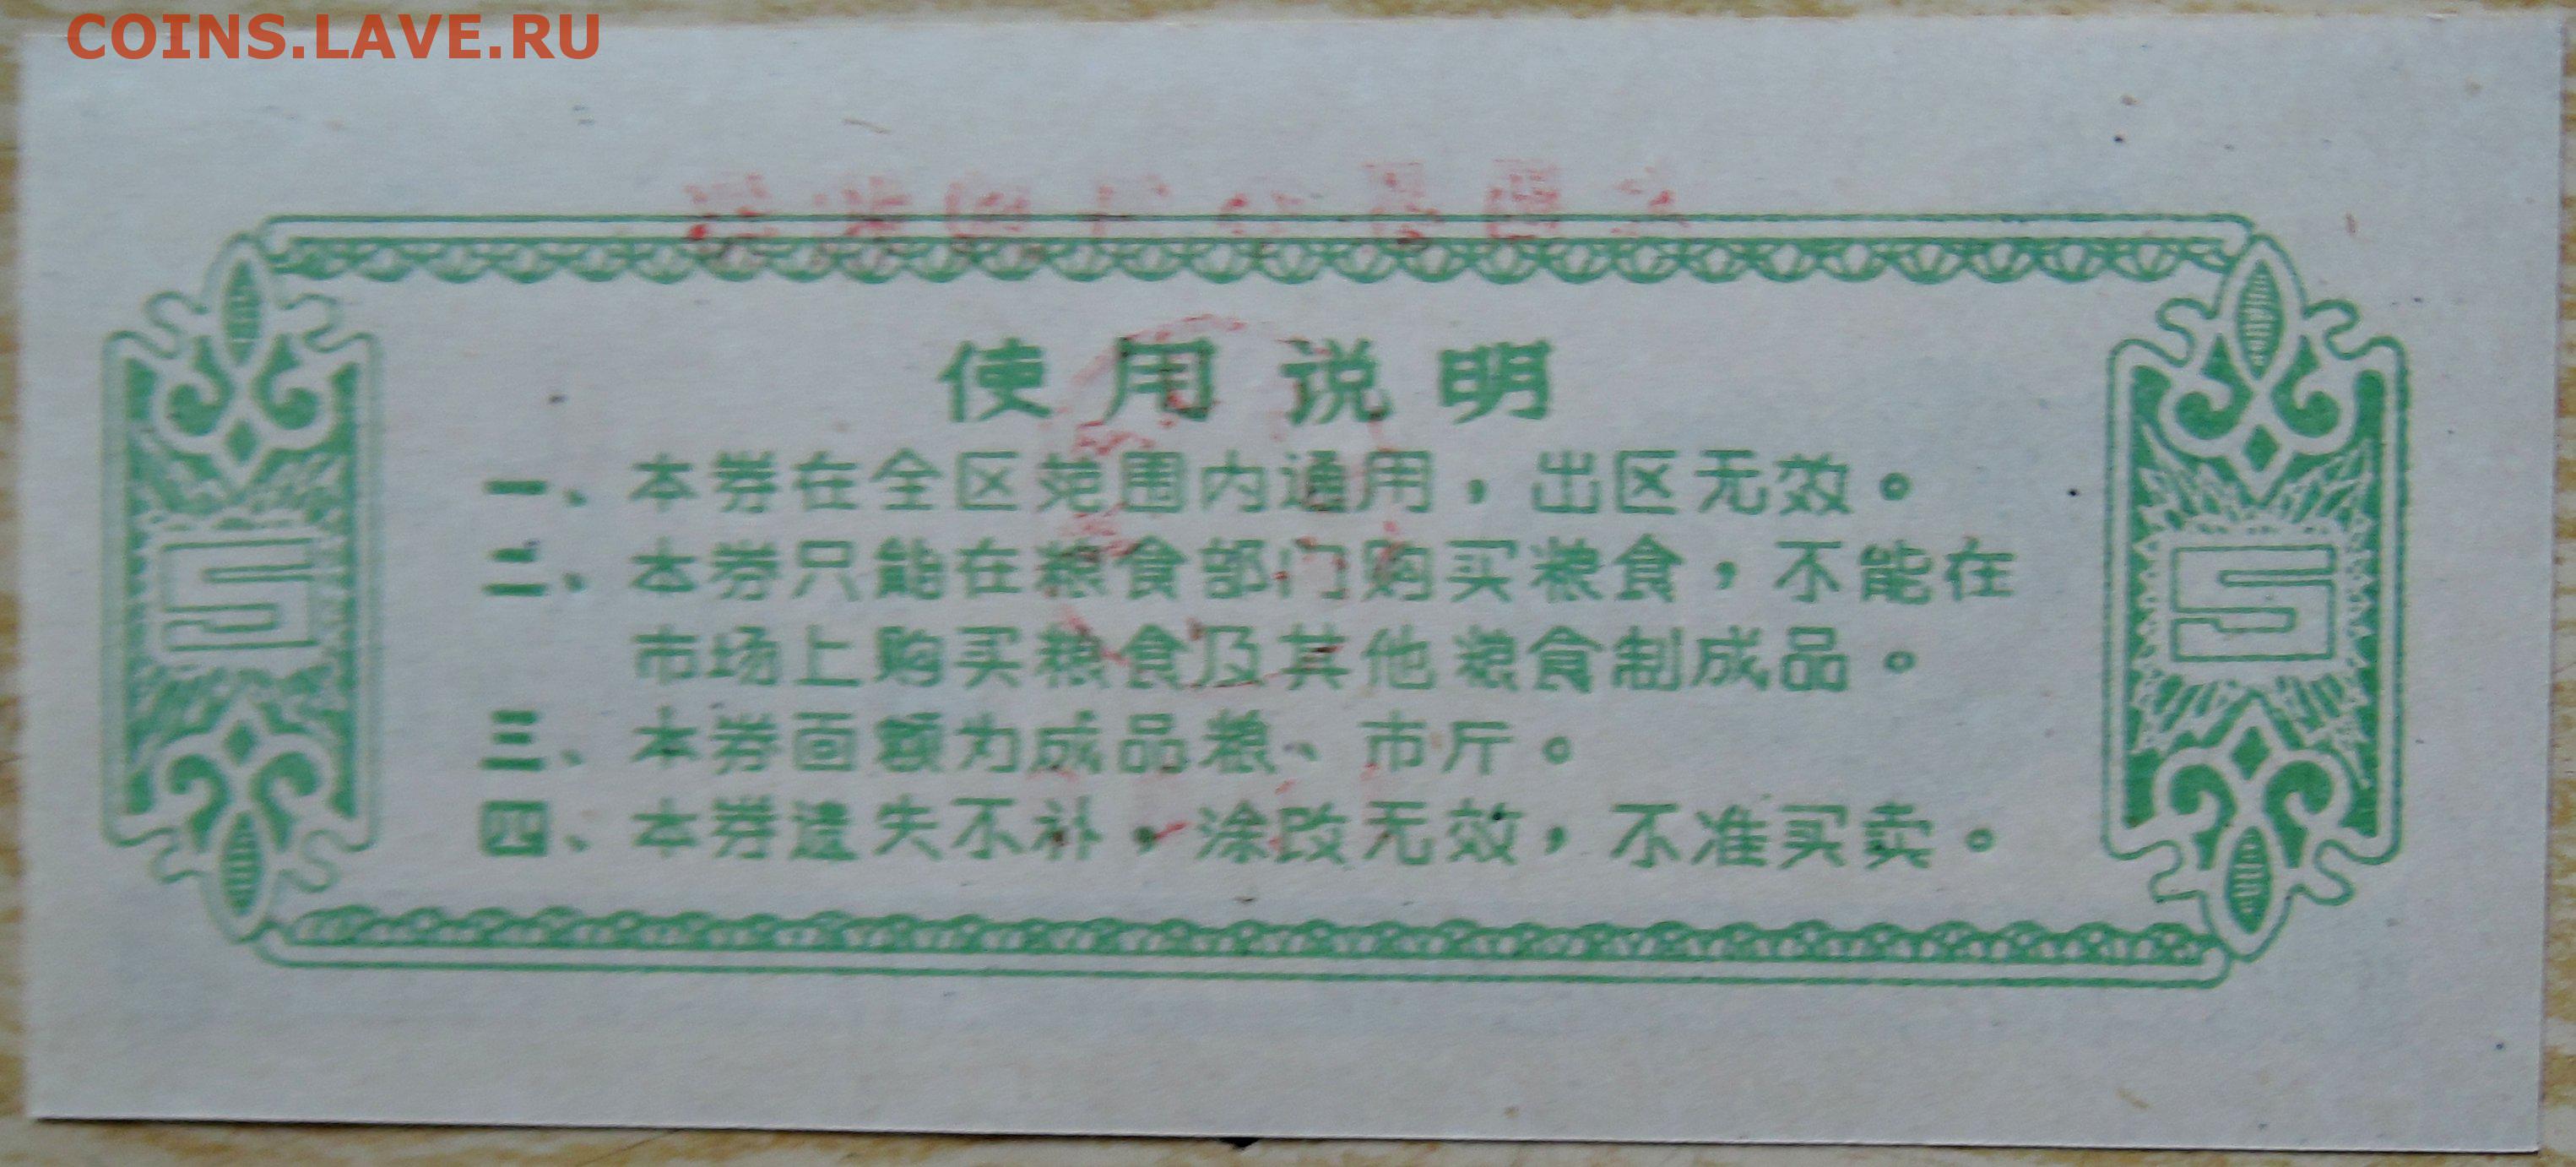 COINS.LAVE.RU
使用说明
一、本券在全区范围内通用，出区无效。
二、本券只能在粮食部门购买粮食，不能在
市场上购买粮食及其他粮食制成品。
三、本券面额为成品粮、市斤。
四、本券遗失不补，涂改无效，不准买卖。
5
5